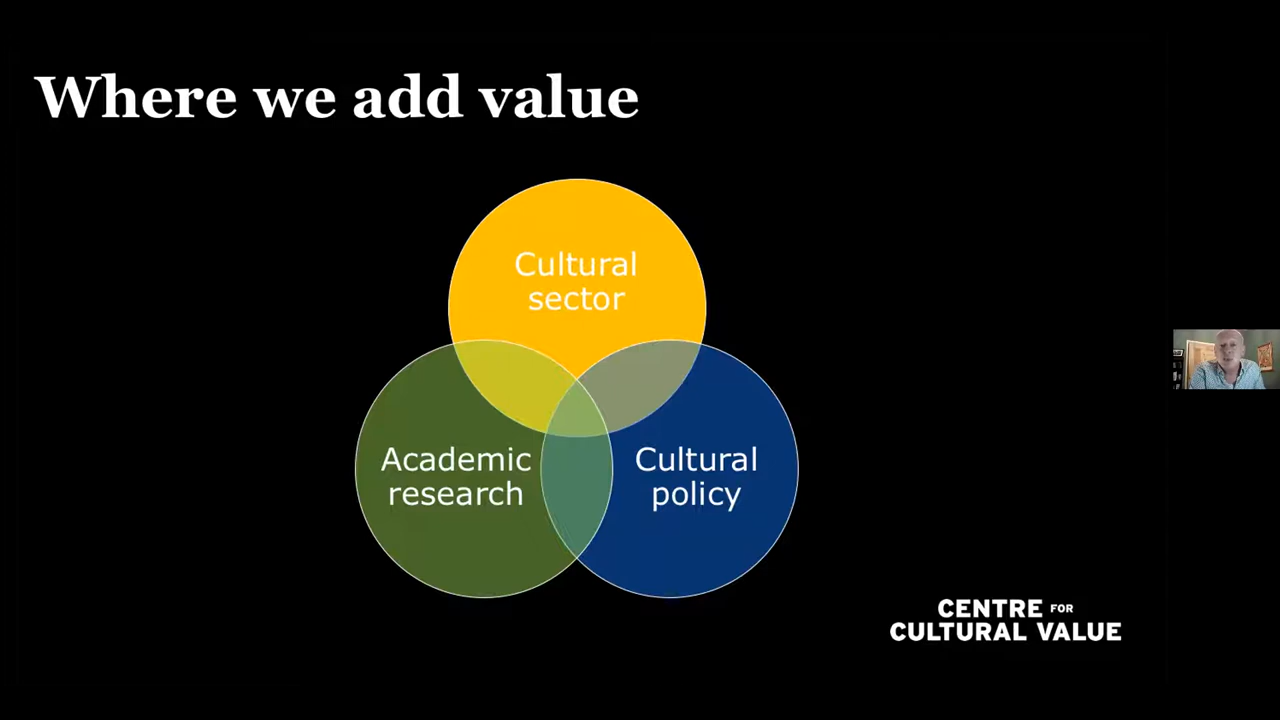 Where we add value
Cultural
sector
Academic
research
Cultural
policy
CENTRE FOR
CULTURAL VALUE